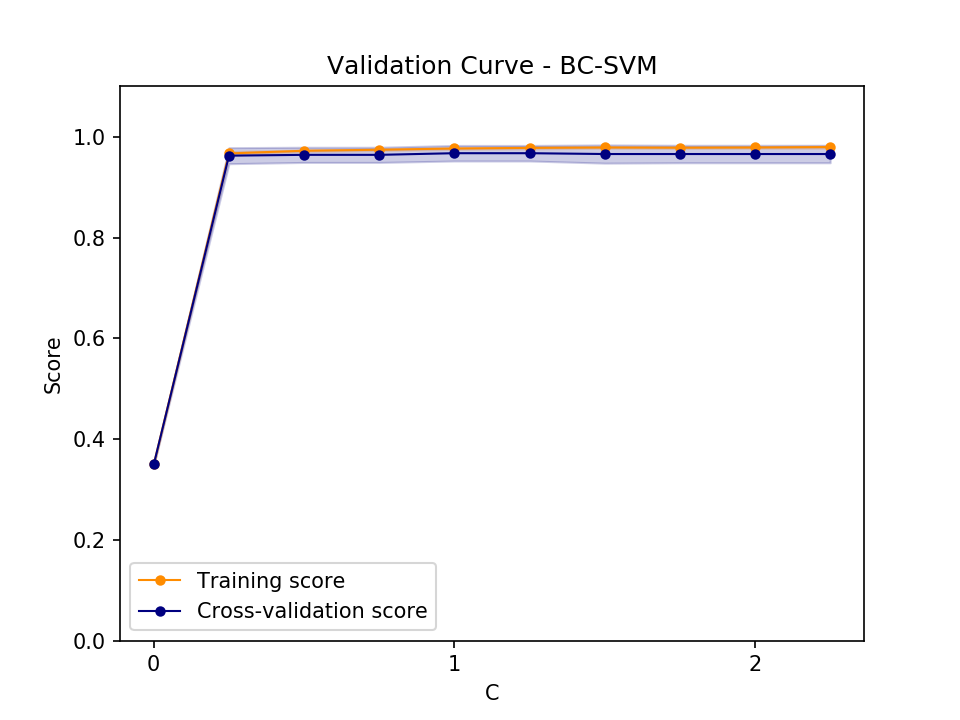 Validation Curve - BC-SVM
1.0
0.8
0.6
0.4
0.2
0.0
Score
Training score
Cross-validation score
0 1 2
C